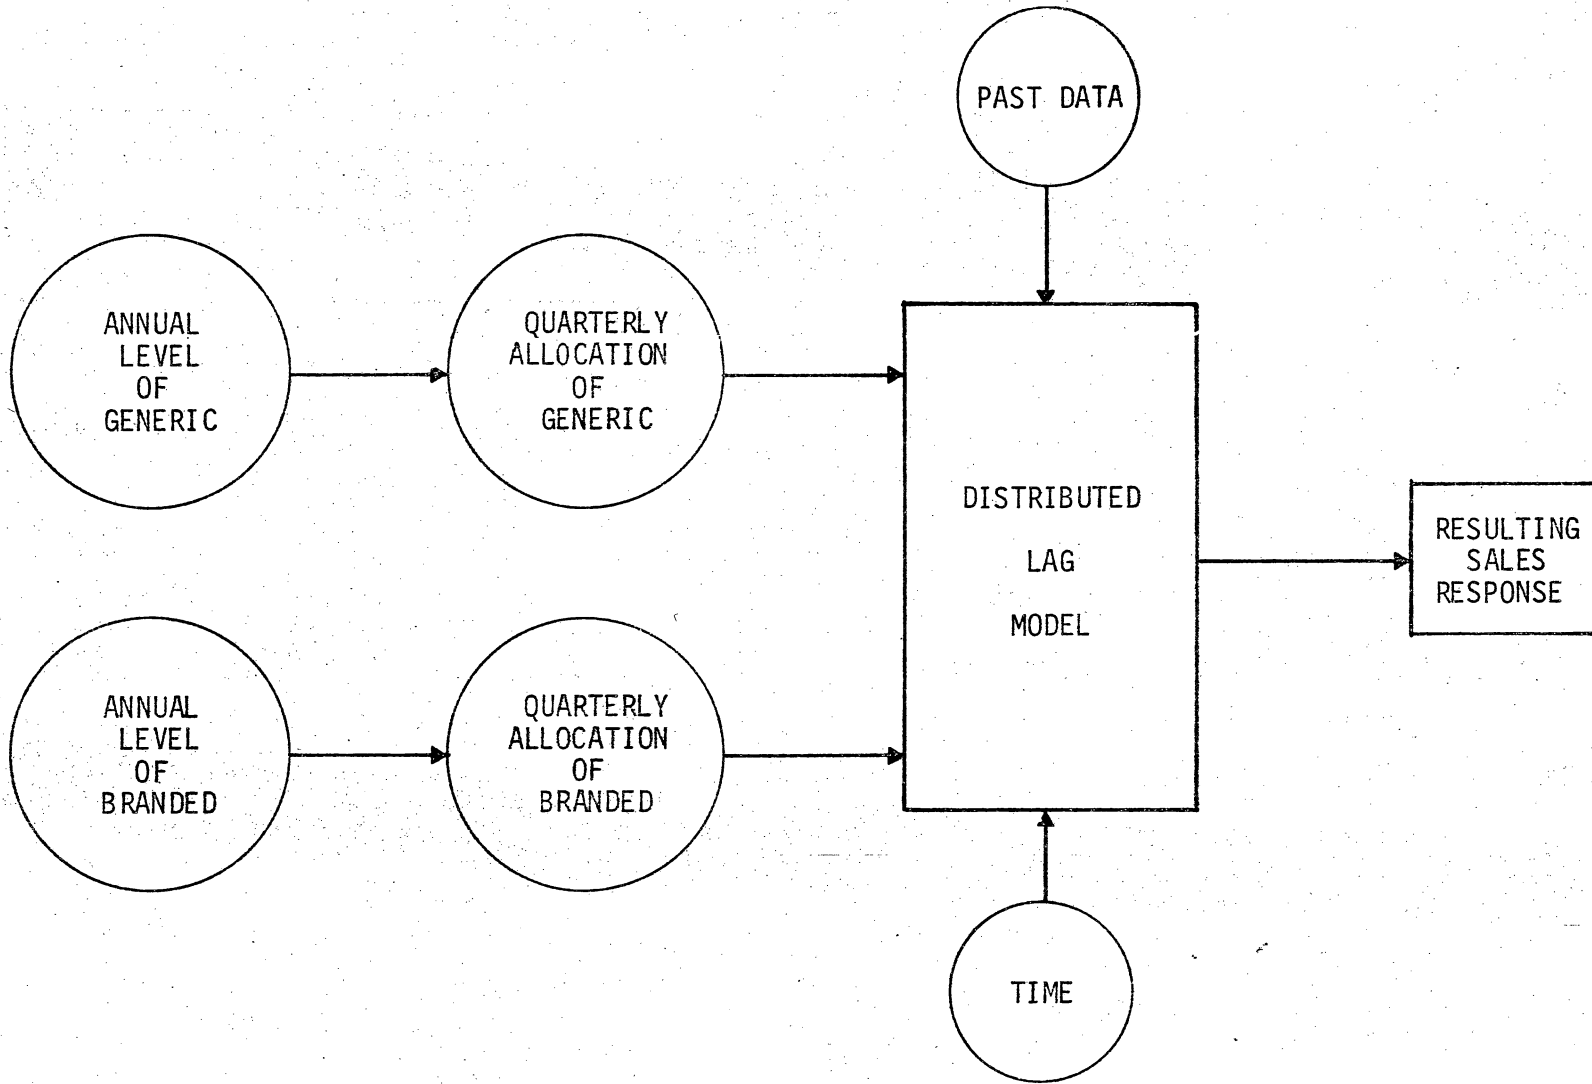 PAST DATA
ANNUAL
LEVEL
OF
GENERIC
QUARTERLY
ALLOCATION
OF
GENERIC
DISTRIBUTED
LAG
MODEL
RESULTING
SALES
RESPONSE
ANNUAL
LEVEL
OF
BRANDED
QUARTERLY
ALLOCATION
OF
BRANDED
TIME